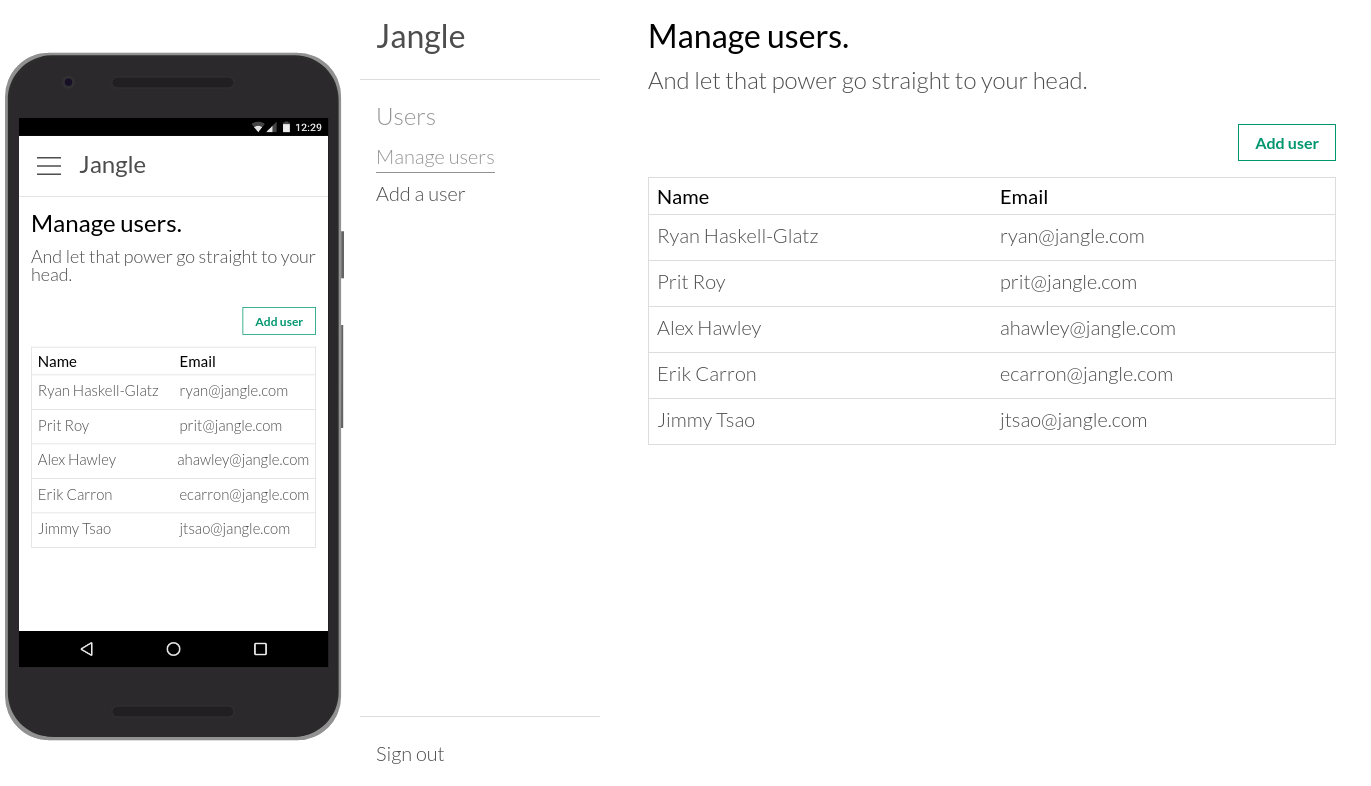 12:29
Jangle
Manage users.
And let that power go straight to your
head.
Add user
Name Email
Ryan Haskell-Glatz ryan@jangle.com
Prit Roy prit@jangle.com
Alex Hawley ahawley@jangle.com
Erik Carron ecarron@jangle.com
Jimmy Tsao jtsao@jangle.com
Jangle
Users
Manage users
Add a user
Sign out
Manage users.
And let that power go straight to your head.
Add user
Name Email
Ryan Haskell-Glatz ryan@jangle.com
Prit Roy prit@jangle.com
Alex Hawley ahawley@jangle.com
Erik Carron ecarron@jangle.com
Jimmy Tsao jtsao@jangle.com